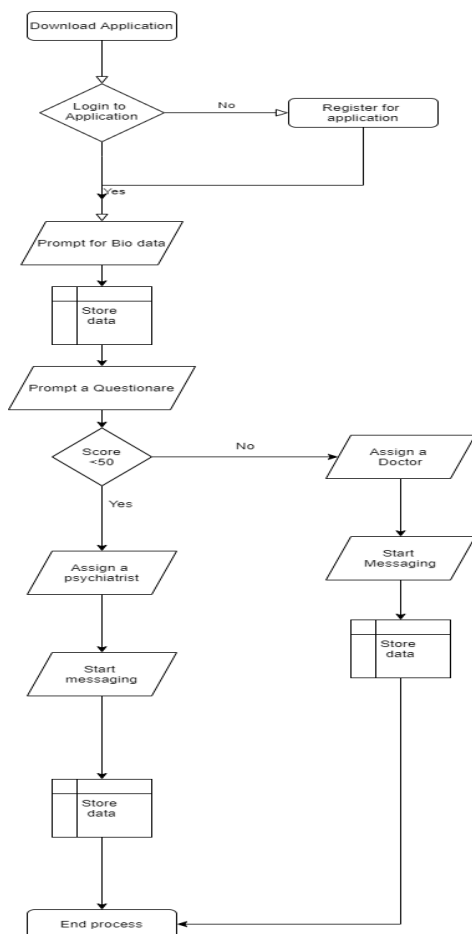 Download Application
Login to
Application
No
Register for
application
Yes
Prompt for Bio data
Store
data
Prompt a Questionare
Score
<50
No
Assign a
Doctor
Yes
Start
Messaging
Assign a
psychiatrist
Store
data
Start
messaging
Store
data
End process